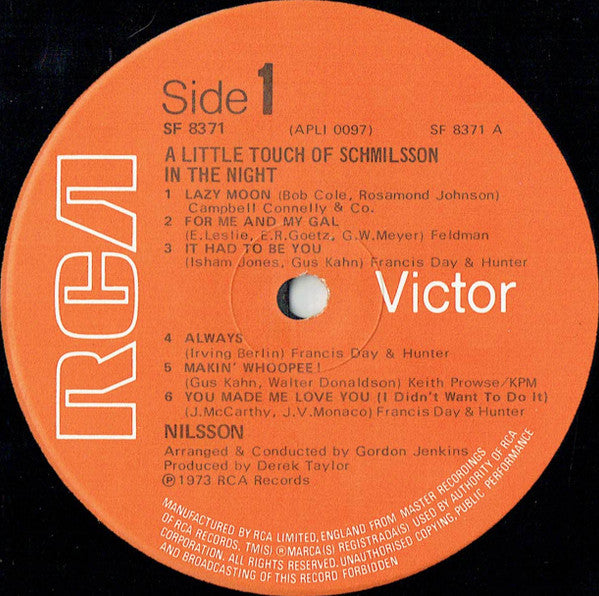 Side 1
SF 8371 (APLI 0097) SF 8371 A
A LITTLE TOUCH OF SCHMILSSON
IN THE NIGHT
1 LAZY MOON (Bob Cole, Rosamond Johnson)
Campbell Connelly & Co.
2 FOR ME AND MY GAL
(E.Leslie, E.R.Goetz, G.W.Meyer) Feldman
3 IT HAD TO BE YOU
(Isham Jones, Gus Kahn) Francis Day & Hunter
RCA
Victor
4 ALWAYS
(Irving Berlin) Francis Day & Hunter
5 MAKIN' WHOOPEE!
(Gus Kahn, Walter Donaldson) Keith Prowse/KPM
6 YOU MADE ME LOVE YOU (I Didn't Want To Do It)
(J.McCarthy, J.V.Monaco) Francis Day & Hunter
NILSSON
Arranged & Conducted by Gordon Jenkins
Produced by Derek Taylor
Ⓟ1973 RCA Records
MANUFACTURED BY RCA LIMITED, ENGLAND FROM MASTER RECORDINGS
OF RCA RECORDS. TM(S) ® MARCA(S) REGISTRADA(S) USED BY AUTHORITY OF RCA
CORPORATION. ALL RIGHTS RESERVED. UNAUTHORISED COPYING, PUBLIC PERFORMANCE
AND BROADCASTING OF THIS RECORD FORBIDDEN